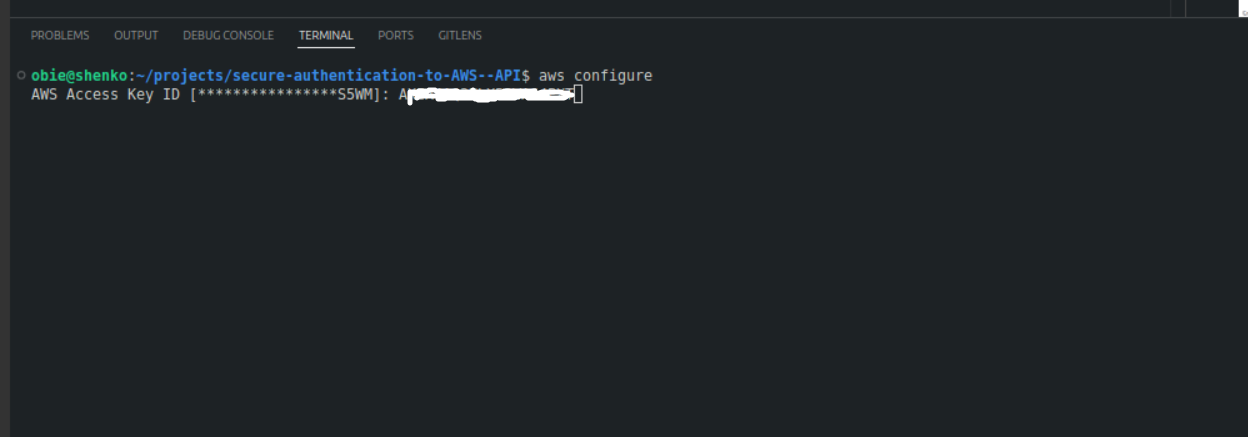 PROBLEMS OUTPUT DEBUG CONSOLE TERMINAL PORTS GITLENS
obie@shenko:~/projects/secure-authentication-to-AWS--API$ aws configure
AWS Access Key ID [****************S5WM]: A